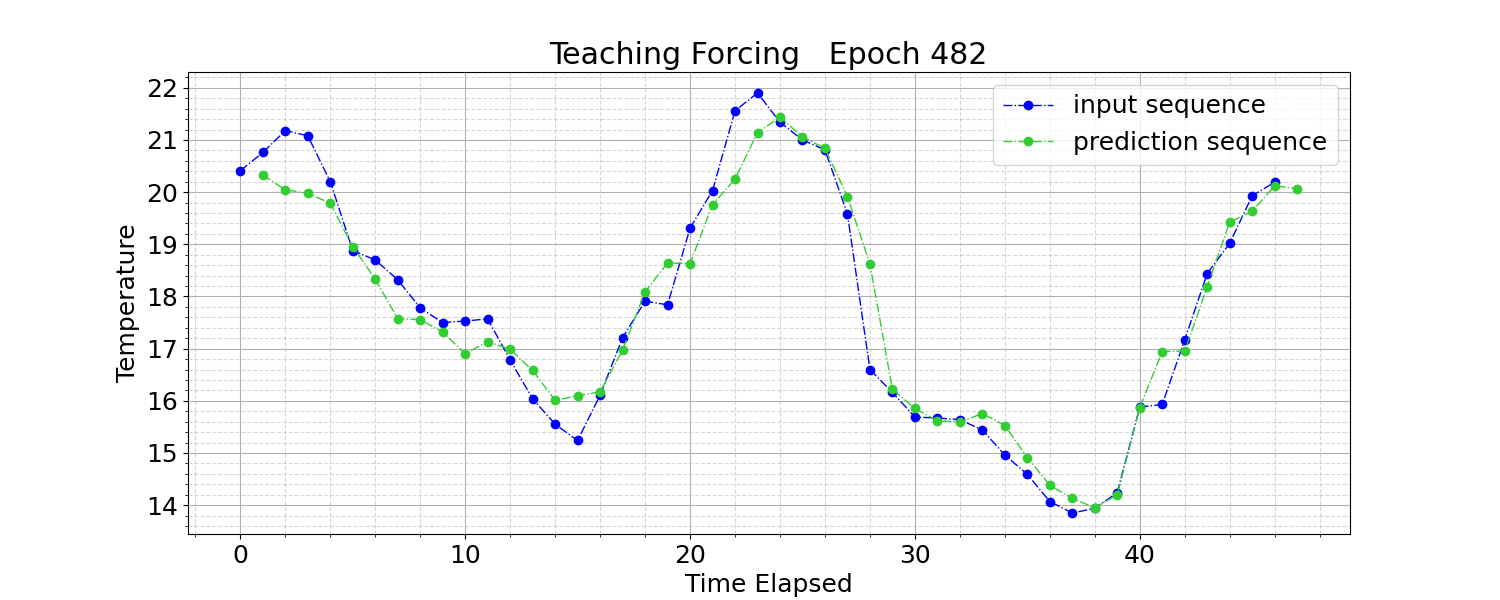 Teaching Forcing   Epoch 482
22
21
20
19
18
17
16
15
14
Temperature
input sequence
prediction sequence
0 10 20 30 40
Time Elapsed